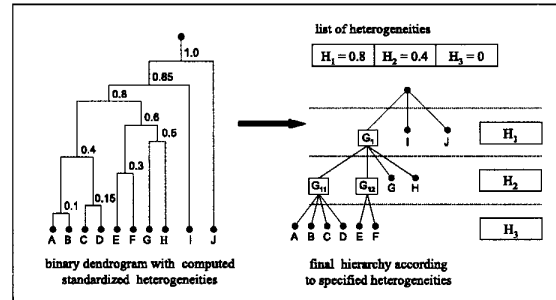 1.0
0.85
0.8
0.6
0.5
0.4
0.3
0.15
0.1
A B C D E F G H I J
binary dendrogram with computed
standardized heterogeneities
list of heterogeneities
H1 = 0.8 H2 = 0.4 H3 = 0
G1 I J H1
G11 G12 G H H2
H3
A B C D E F
final hierarchy according
to specified heterogeneities